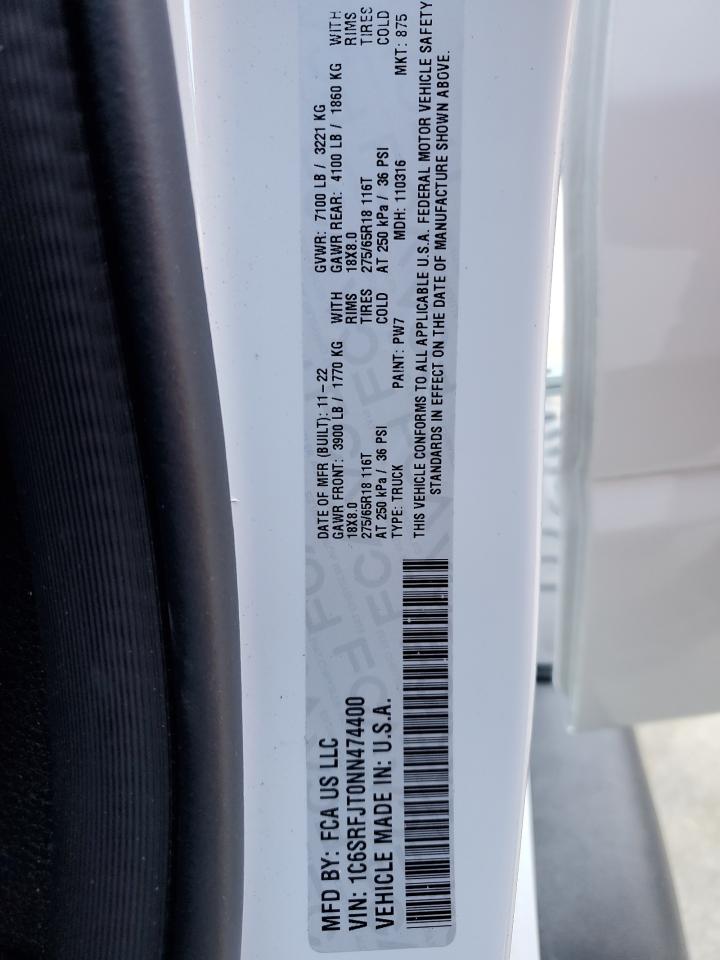 MFD BY: FCA US LLC
VIN: 1C6SRFJT0NN474400
VEHICLE MADE IN: U.S.A.
DATE OF MFR (BUILT): 11-22 GVWR: 7100 LB / 3221 KG
GAWR FRONT: 3900 LB / 1770 KG WITH GAWR REAR: 4100 LB / 1860 KG WITH
18X8.0 RIMS 18X8.0 RIMS
275/65R18 116T TIRES 275/65R18 116T TIRES
AT 250 kPa / 36 PSI COLD AT 250 kPa / 36 PSI COLD
TYPE: TRUCK PAINT: PW7 MDH: 110316 MKT: 875
THIS VEHICLE CONFORMS TO ALL APPLICABLE U.S.A. FEDERAL MOTOR VEHICLE SAFETY
STANDARDS IN EFFECT ON THE DATE OF MANUFACTURE SHOWN ABOVE.